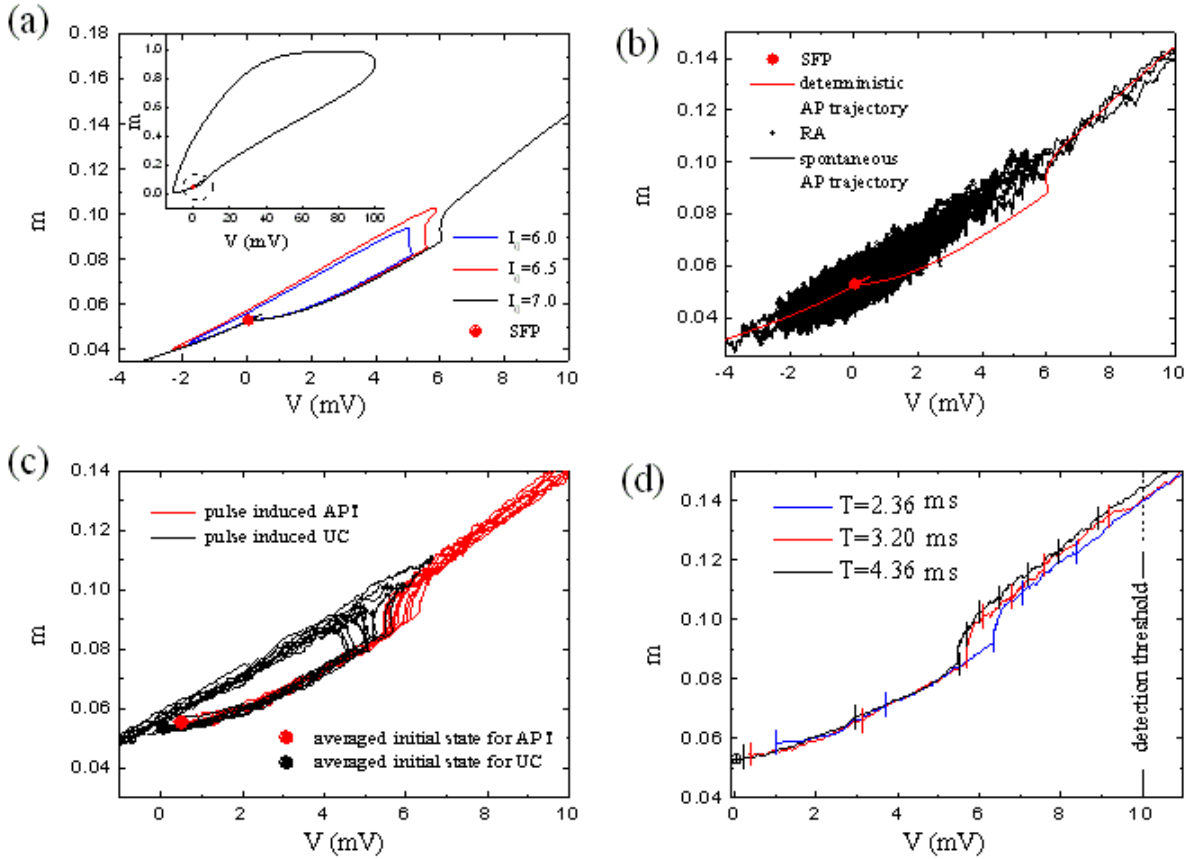 (a)
0.18
0.16
0.14
0.12
0.10
0.08
0.06
0.04
m
-4 -2 0 2 4 6 8 10
V (mV)
1.0
0.8
0.6
0.4
0.2
0.0
m
0 20 40 60 80 100
V (mV)
I =6.0
I =6.5
I =7.0
SFP
(b)
0.14
0.12
0.10
0.08
0.06
0.04
m
-4 -2 0 2 4 6 8 10
V (mV)
SFP
deterministic
AP trajectory
RA
spontaneous
AP trajectory
(c)
0.14
0.12
0.10
0.08
0.06
0.04
m
0 2 4 6 8 10
V (mV)
pulse induced API
pulse induced UC
averaged initial state for API
averaged initial state for UC
(d)
0.14
0.12
0.10
0.08
0.06
0.04
m
0 2 4 6 8 10
V (mV)
T=2.36 ms
T=3.20 ms
T=4.36 ms
detection threshold